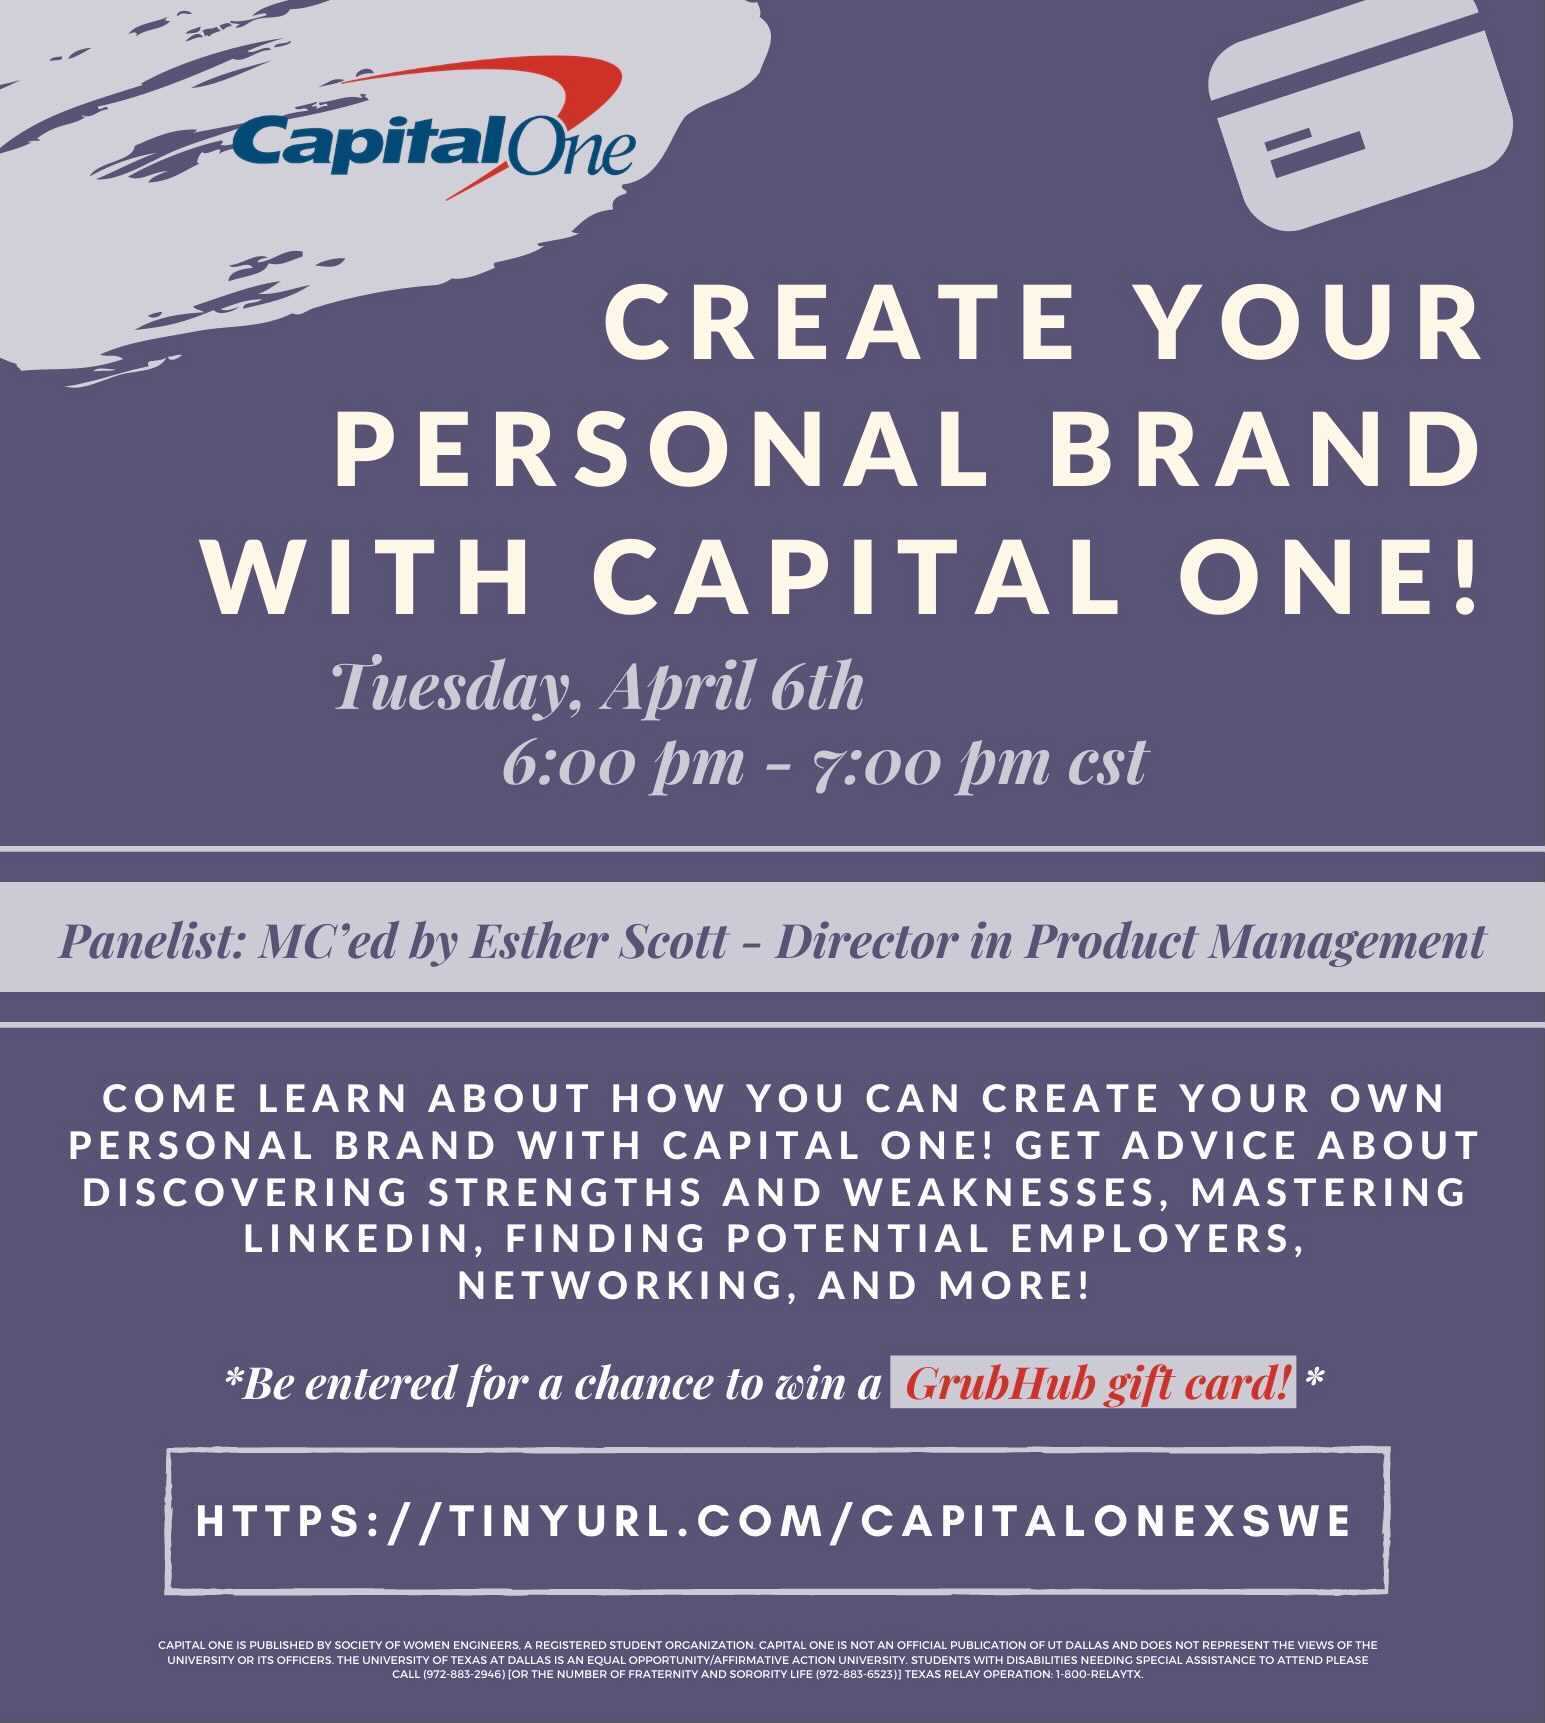 Capital One
CREATE YOUR
PERSONAL BRAND
WITH CAPITAL ONE!
Tuesday, April 6th
6:00 pm - 7:00 pm cst
Panelist: MC'ed by Esther Scott - Director in Product Management
COME LEARN ABOUT HOW YOU CAN CREATE YOUR OWN
PERSONAL BRAND WITH CAPITAL ONE! GET ADVICE ABOUT
DISCOVERING STRENGTHS AND WEAKNESSES, MASTERING
LINKEDIN, FINDING POTENTIAL EMPLOYERS,
NETWORKING, AND MORE!
*Be entered for a chance to win a GrubHub gift card! *
HTTPS://TINYURL.COM/CAPITALONEXSWE
CAPITAL ONE IS PUBLISHED BY SOCIETY OF WOMEN ENGINEERS, A REGISTERED STUDENT ORGANIZATION. CAPITAL ONE IS NOT AN OFFICIAL PUBLICATION OF UT DALLAS AND DOES NOT REPRESENT THE VIEWS OF THE
UNIVERSITY OR ITS OFFICERS. THE UNIVERSITY OF TEXAS AT DALLAS IS AN EQUAL OPPORTUNITY/AFFIRMATIVE ACTION UNIVERSITY. STUDENTS WITH DISABILITIES NEEDING SPECIAL ASSISTANCE TO ATTEND PLEASE
CALL (972-883-2946) [OR THE NUMBER OF FRATERNITY AND SORORITY LIFE (972-883-6523)] TEXAS RELAY OPERATION: 1-800-RELAYTX.